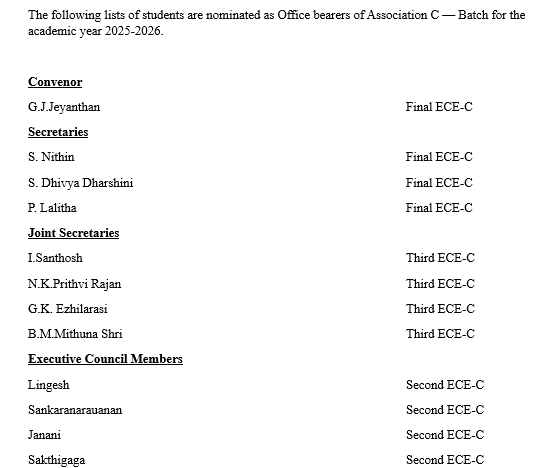 The following lists of students are nominated as Office bearers of Association C — Batch for the
academic year 2025-2026.
Convenor
G.J.Jeyanthan Final ECE-C
Secretaries
S. Nithin Final ECE-C
S. Dhivya Dharshini Final ECE-C
P. Lalitha Final ECE-C
Joint Secretaries
I.Santhosh Third ECE-C
N.K.Prithvi Rajan Third ECE-C
G.K. Ezhilarasi Third ECE-C
B.M.Mithuna Shri Third ECE-C
Executive Council Members
Lingesh Second ECE-C
Sankaranarauanan Second ECE-C
Janani Second ECE-C
Sakthigaga Second ECE-C